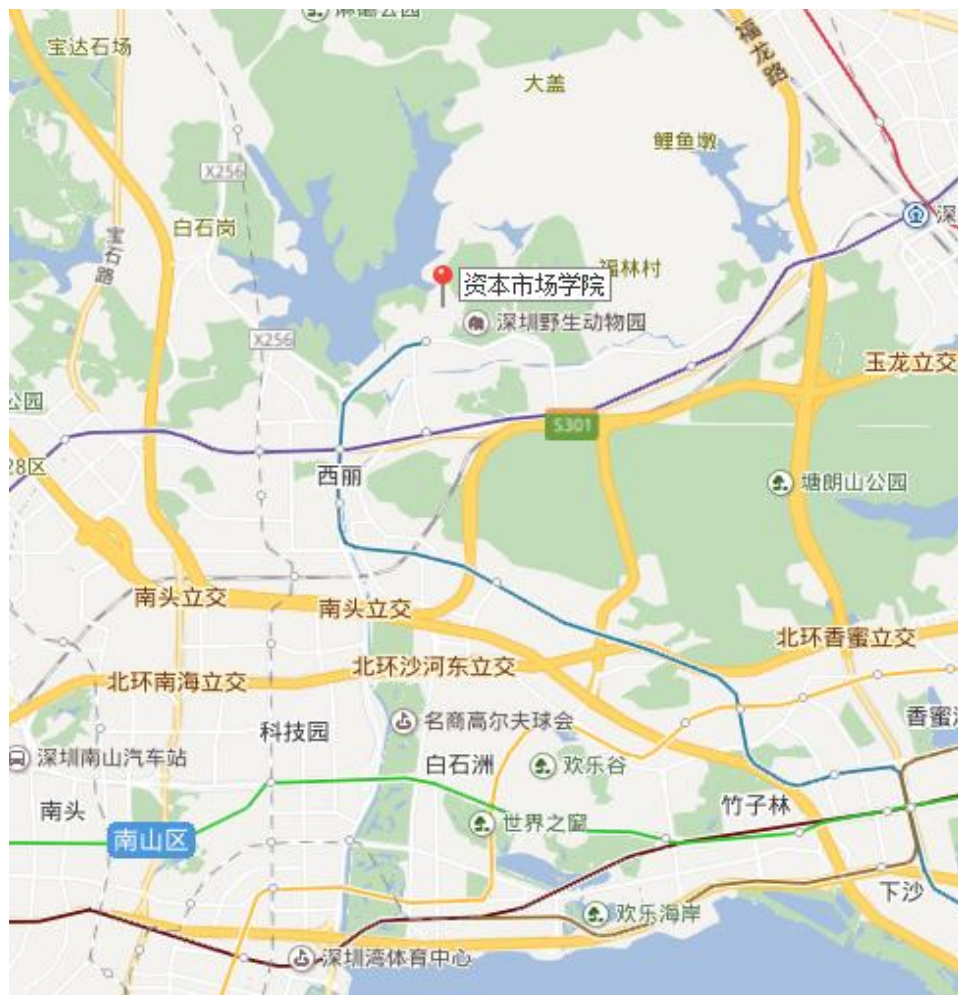 宝达石场
福龙路
大盖
鲤鱼墩
X256
白石岗
宝石路
深
福林村
资本市场学院
深圳野生动物园
X256
玉龙立交
公园
S301
28区
西丽
塘朗山公园
南头立交
南头立交
北环香蜜立交
北环沙河东立交
北环南海立交
香蜜
名商高尔夫球会
科技园
深圳南山汽车站
白石洲
欢乐谷
南头
竹子林
世界之窗
南山区
下沙
欢乐海岸
深圳湾体育中心